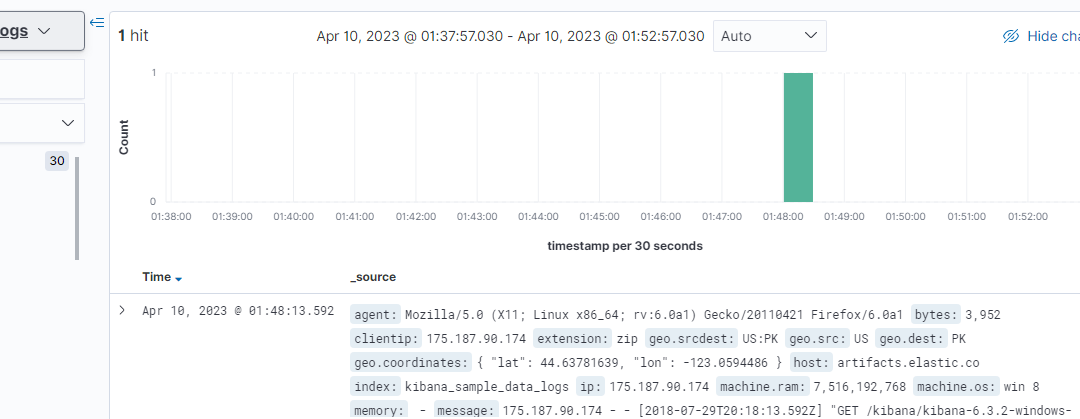 ogs
1 hit
Apr 10, 2023 @ 01:37:57.030 - Apr 10, 2023 @ 01:52:57.030
Auto
Hide cha
30
Count
1
0
01:38:00 01:39:00 01:40:00 01:41:00 01:42:00 01:43:00 01:44:00 01:45:00 01:46:00 01:47:00 01:48:00 01:49:00 01:50:00 01:51:00 01:52:00
timestamp per 30 seconds
Time _source
Apr 10, 2023 @ 01:48:13.592
agent: Mozilla/5.0 (X11; Linux x86_64; rv:6.0a1) Gecko/20110421 Firefox/6.0a1 bytes: 3,952
clientip: 175.187.90.174 extension: zip geo.srcdest: US:PK geo.src: US geo.dest: PK
geo.coordinates: { "lat": 44.63781639, "lon": -123.0594486 } host: artifacts.elastic.co
index: kibana_sample_data_logs ip: 175.187.90.174 machine.ram: 7,516,192,768 machine.os: win 8
memory: - message: 175.187.90.174 - - [2018-07-29T20:18:13.592Z] "GET /kibana/kibana-6.3.2-windows-